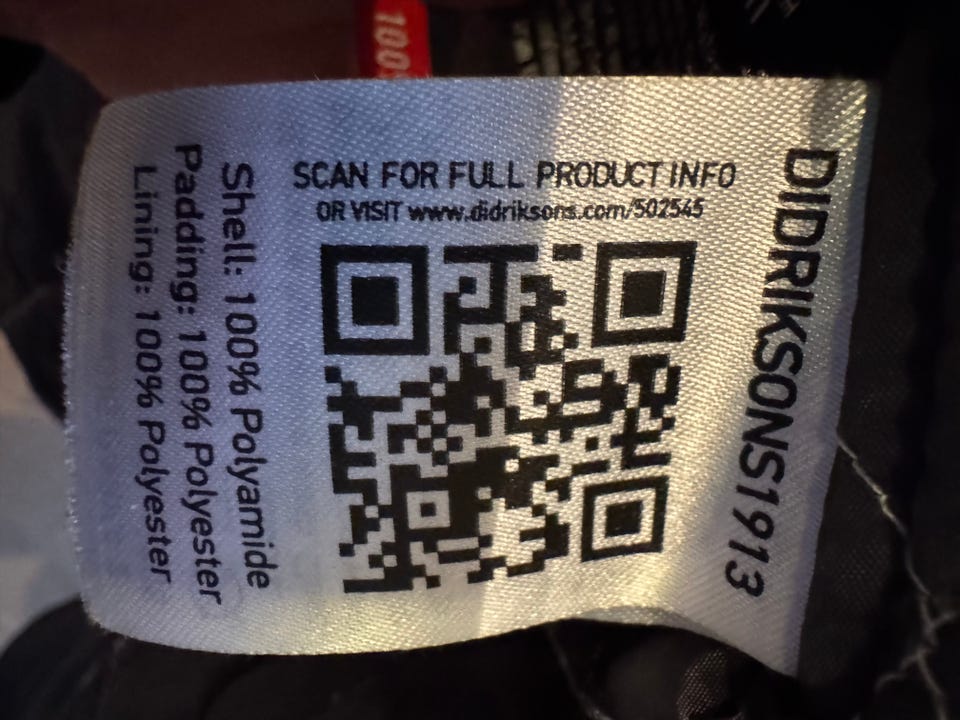 100%
DIDRIKSONS1913
SCAN FOR FULL PRODUCT INFO
OR VISIT www.didriksons.com/502545
Shell: 100% Polyamide
Padding: 100% Polyester
Lining: 100% Polyester